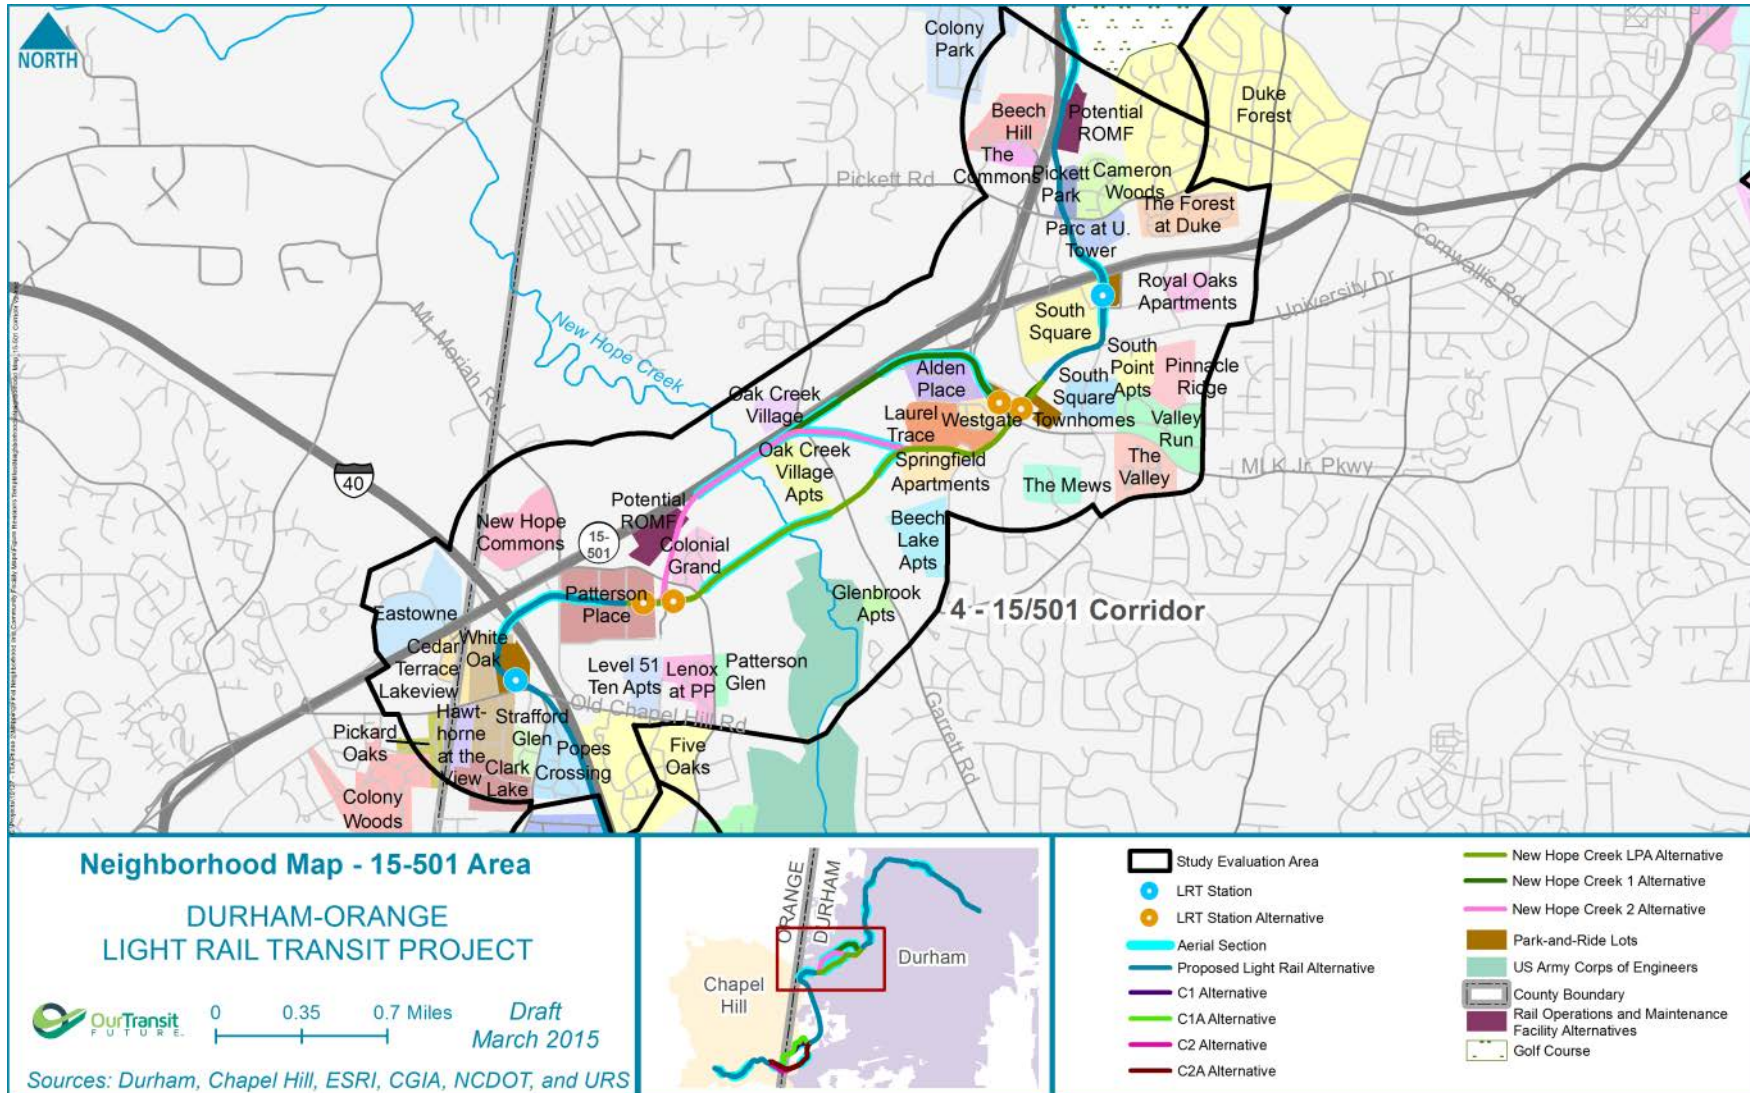 NORTH
Colony
Park
Duke
Forest
Beech
Hill
Potential
ROMF
The
Commons
Pickett Rd
Pickett
Park
Cameron
Woods
The Forest
at Duke
Parc at U.
Tower
Cornwallis Rd
Royal Oaks
Apartments
University Dr
South
Square
Mt. Moriah Rd
New Hope Creek
South
Point
Apts
Pinnacle
Ridge
Alden
Place
South
Square
Townhomes
Oak Creek
Village
Laurel
Trace
Westgate
Valley
Run
Oak Creek
Village
Apts
Springfield
Apartments
The
Valley
MLK Jr. Pkwy
The Mews
40
Potential
ROMF
New Hope
Commons
15-
501
Beech
Lake
Apts
Colonial
Grand
Patterson
Place
Glenbrook
Apts
4 - 15/501 Corridor
Eastowne
White
Oak
Cedar
Terrace
Lakeview
Level 51
Ten Apts
Lenox
at PP
Patterson
Glen
Old Chapel Hill Rd
Garrett Rd
Pickard
Oaks
Hawt-
horne
at the
View
Strafford
Glen
Popes
Crossing
Clark
Lake
Five
Oaks
Colony
Woods
Neighborhood Map - 15-501 Area
DURHAM-ORANGE
LIGHT RAIL TRANSIT PROJECT
OurTransit
FUTURE
0 0.35 0.7 Miles
Draft
March 2015
Sources: Durham, Chapel Hill, ESRI, CGIA, NCDOT, and URS
ORANGE
DURHAM
Durham
Chapel
Hill
Study Evaluation Area
LRT Station
LRT Station Alternative
Aerial Section
Proposed Light Rail Alternative
C1 Alternative
C1A Alternative
C2 Alternative
C2A Alternative
New Hope Creek LPA Alternative
New Hope Creek 1 Alternative
New Hope Creek 2 Alternative
Park-and-Ride Lots
US Army Corps of Engineers
County Boundary
Rail Operations and Maintenance
Facility Alternatives
Golf Course